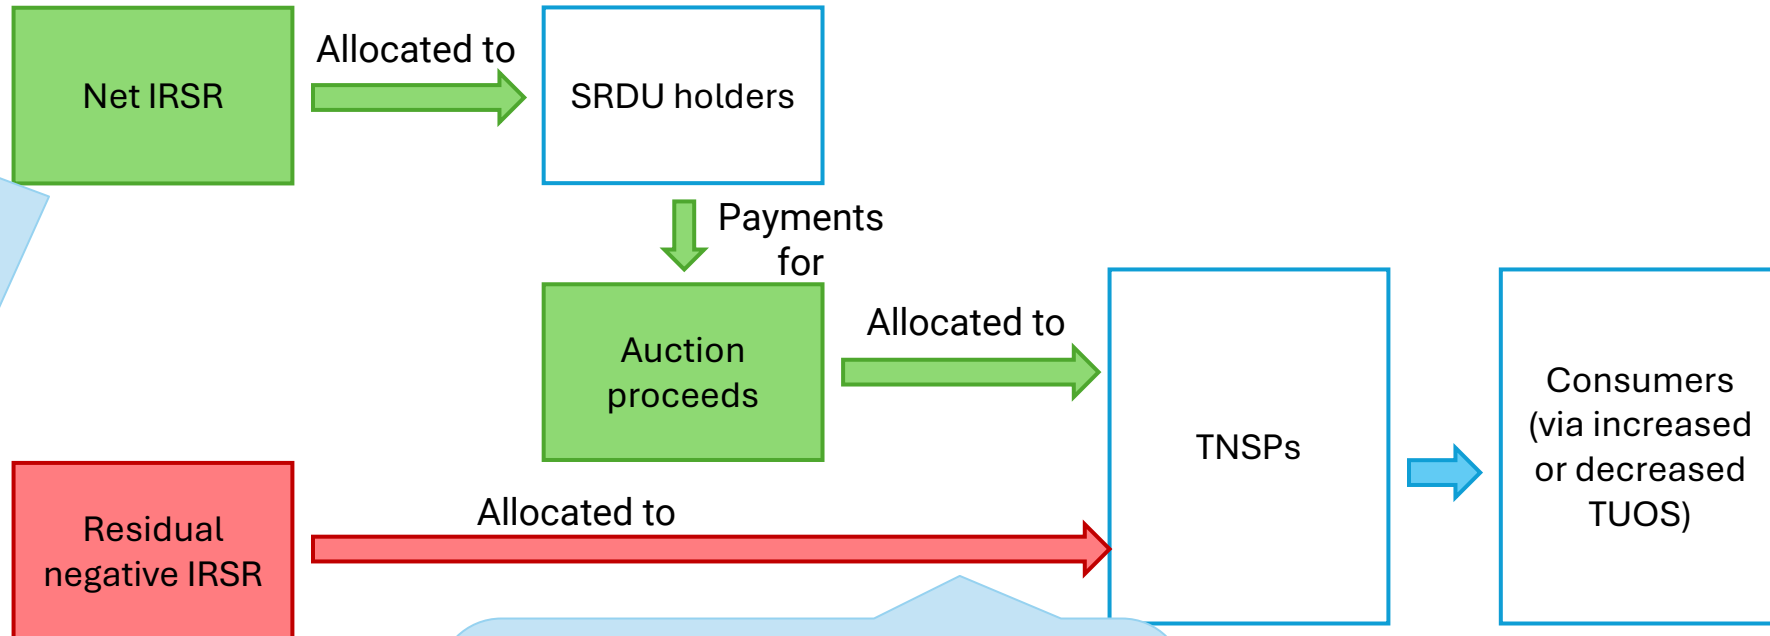 Net IRSR
Allocated to
SRDU holders
Payments
for
Auction
proceeds
Allocated to
TNSPs
Consumers
(via increased
or decreased
TUOS)
Residual
negative IRSR
Allocated to